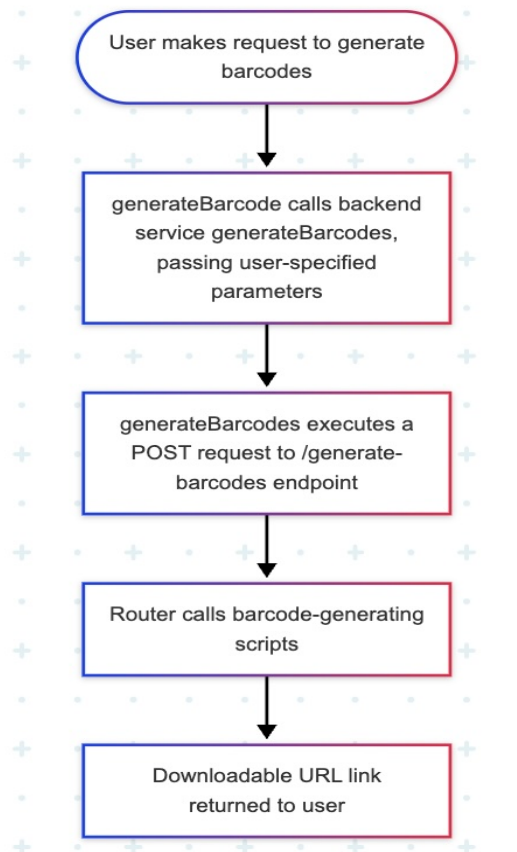 User makes request to generate
barcodes
generateBarcode calls backend
service generateBarcodes,
passing user-specified
parameters
generateBarcodes executes a
POST request to /generate-
barcodes endpoint
Router calls barcode-generating
scripts
Downloadable URL link
returned to user